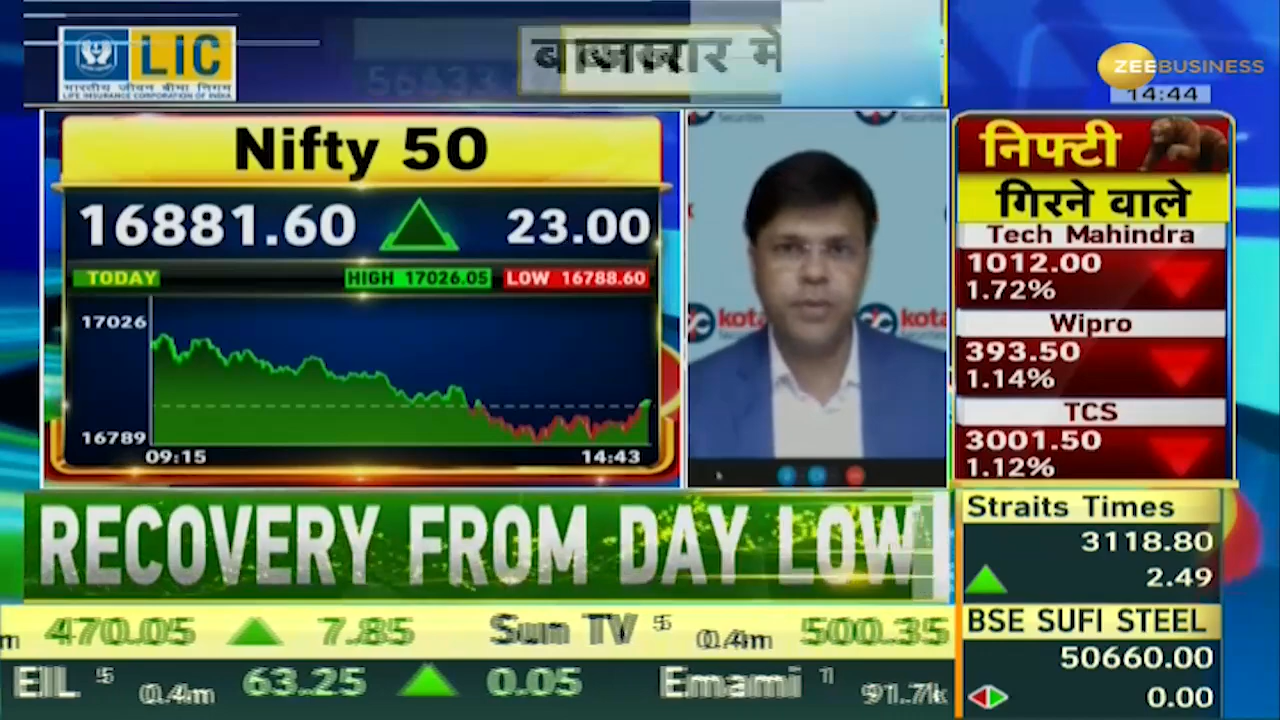 LIC
भारतीय जीवन बीमा निगम
LIFE INSURANCE CORPORATION OF INDIA
ZEEBUSINESS
14:44
Nifty 50
16881.60 23.00
TODAY HIGH 17026.05 LOW 16788.60
17026
16789
09:15 14:43
kota
kota
निफ्टी
गिरने वाले
Tech Mahindra
1012.00
1.72%
Wipro
393.50
1.14%
TCS
3001.50
1.12%
RECOVERY FROM DAY LOW
Straits Times
3118.80
2.49
BSE SUFI STEEL
50660.00
0.00
470.05 7.85 Sun TV 0.4m 500.35
EIL 0.4m 63.25 0.05 Emami 91.7k